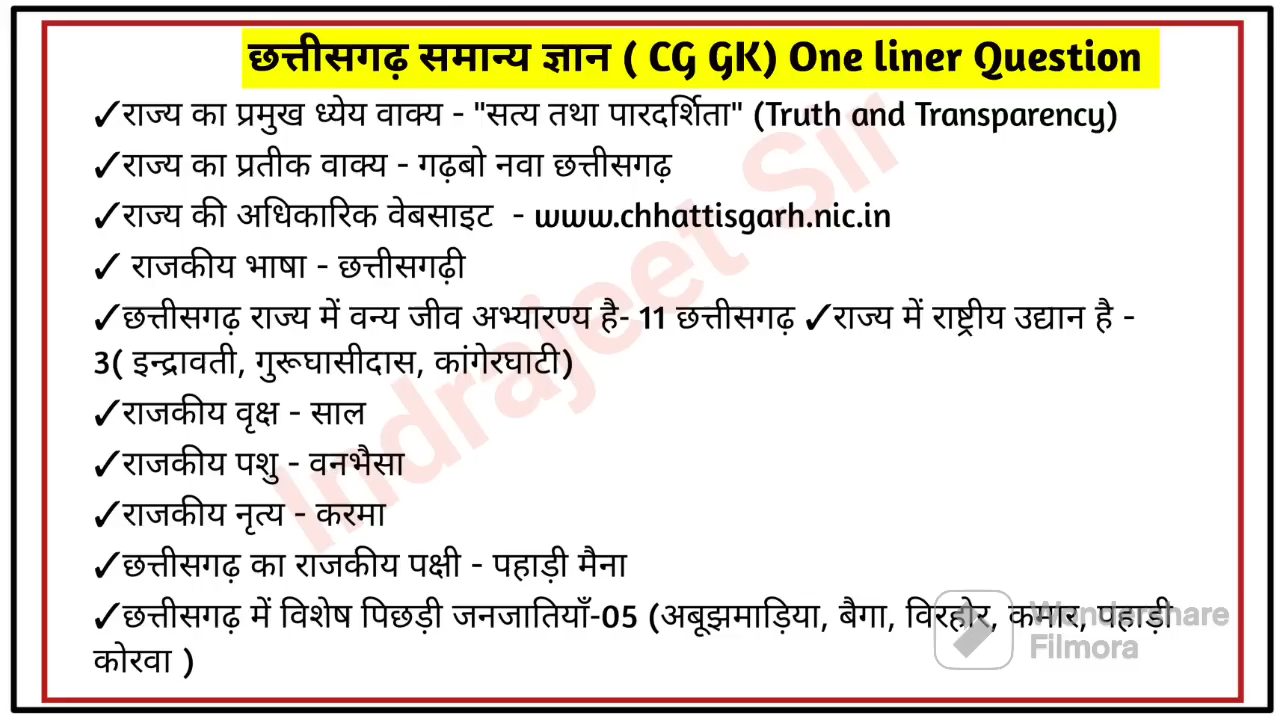 छत्तीसगढ़ समान्य ज्ञान ( CG GK) One liner Question
✓राज्य का प्रमुख ध्येय वाक्य - "सत्य तथा पारदर्शिता" (Truth and Transparency)
✓राज्य का प्रतीक वाक्य - गढ़बो नवा छत्तीसगढ़
✓राज्य की अधिकारिक वेबसाइट - www.chhattisgarh.nic.in
✓ राजकीय भाषा - छत्तीसगढ़ी
✓छत्तीसगढ़ राज्य में वन्य जीव अभ्यारण्य है- 11 छत्तीसगढ़ ✓राज्य में राष्ट्रीय उद्यान है -
3( इन्द्रावती, गुरूघासीदास, कांगेरघाटी)
✓राजकीय वृक्ष - साल
✓राजकीय पशु - वनभैसा
✓राजकीय नृत्य - करमा
✓छत्तीसगढ़ का राजकीय पक्षी - पहाड़ी मैना
✓छत्तीसगढ़ में विशेष पिछड़ी जनजातियाँ-05 (अबूझमाड़िया, बैगा, विरहोर, कमार, पहाड़ी
कोरवा )
Indrajeet Sir
Wondershare
Filmora